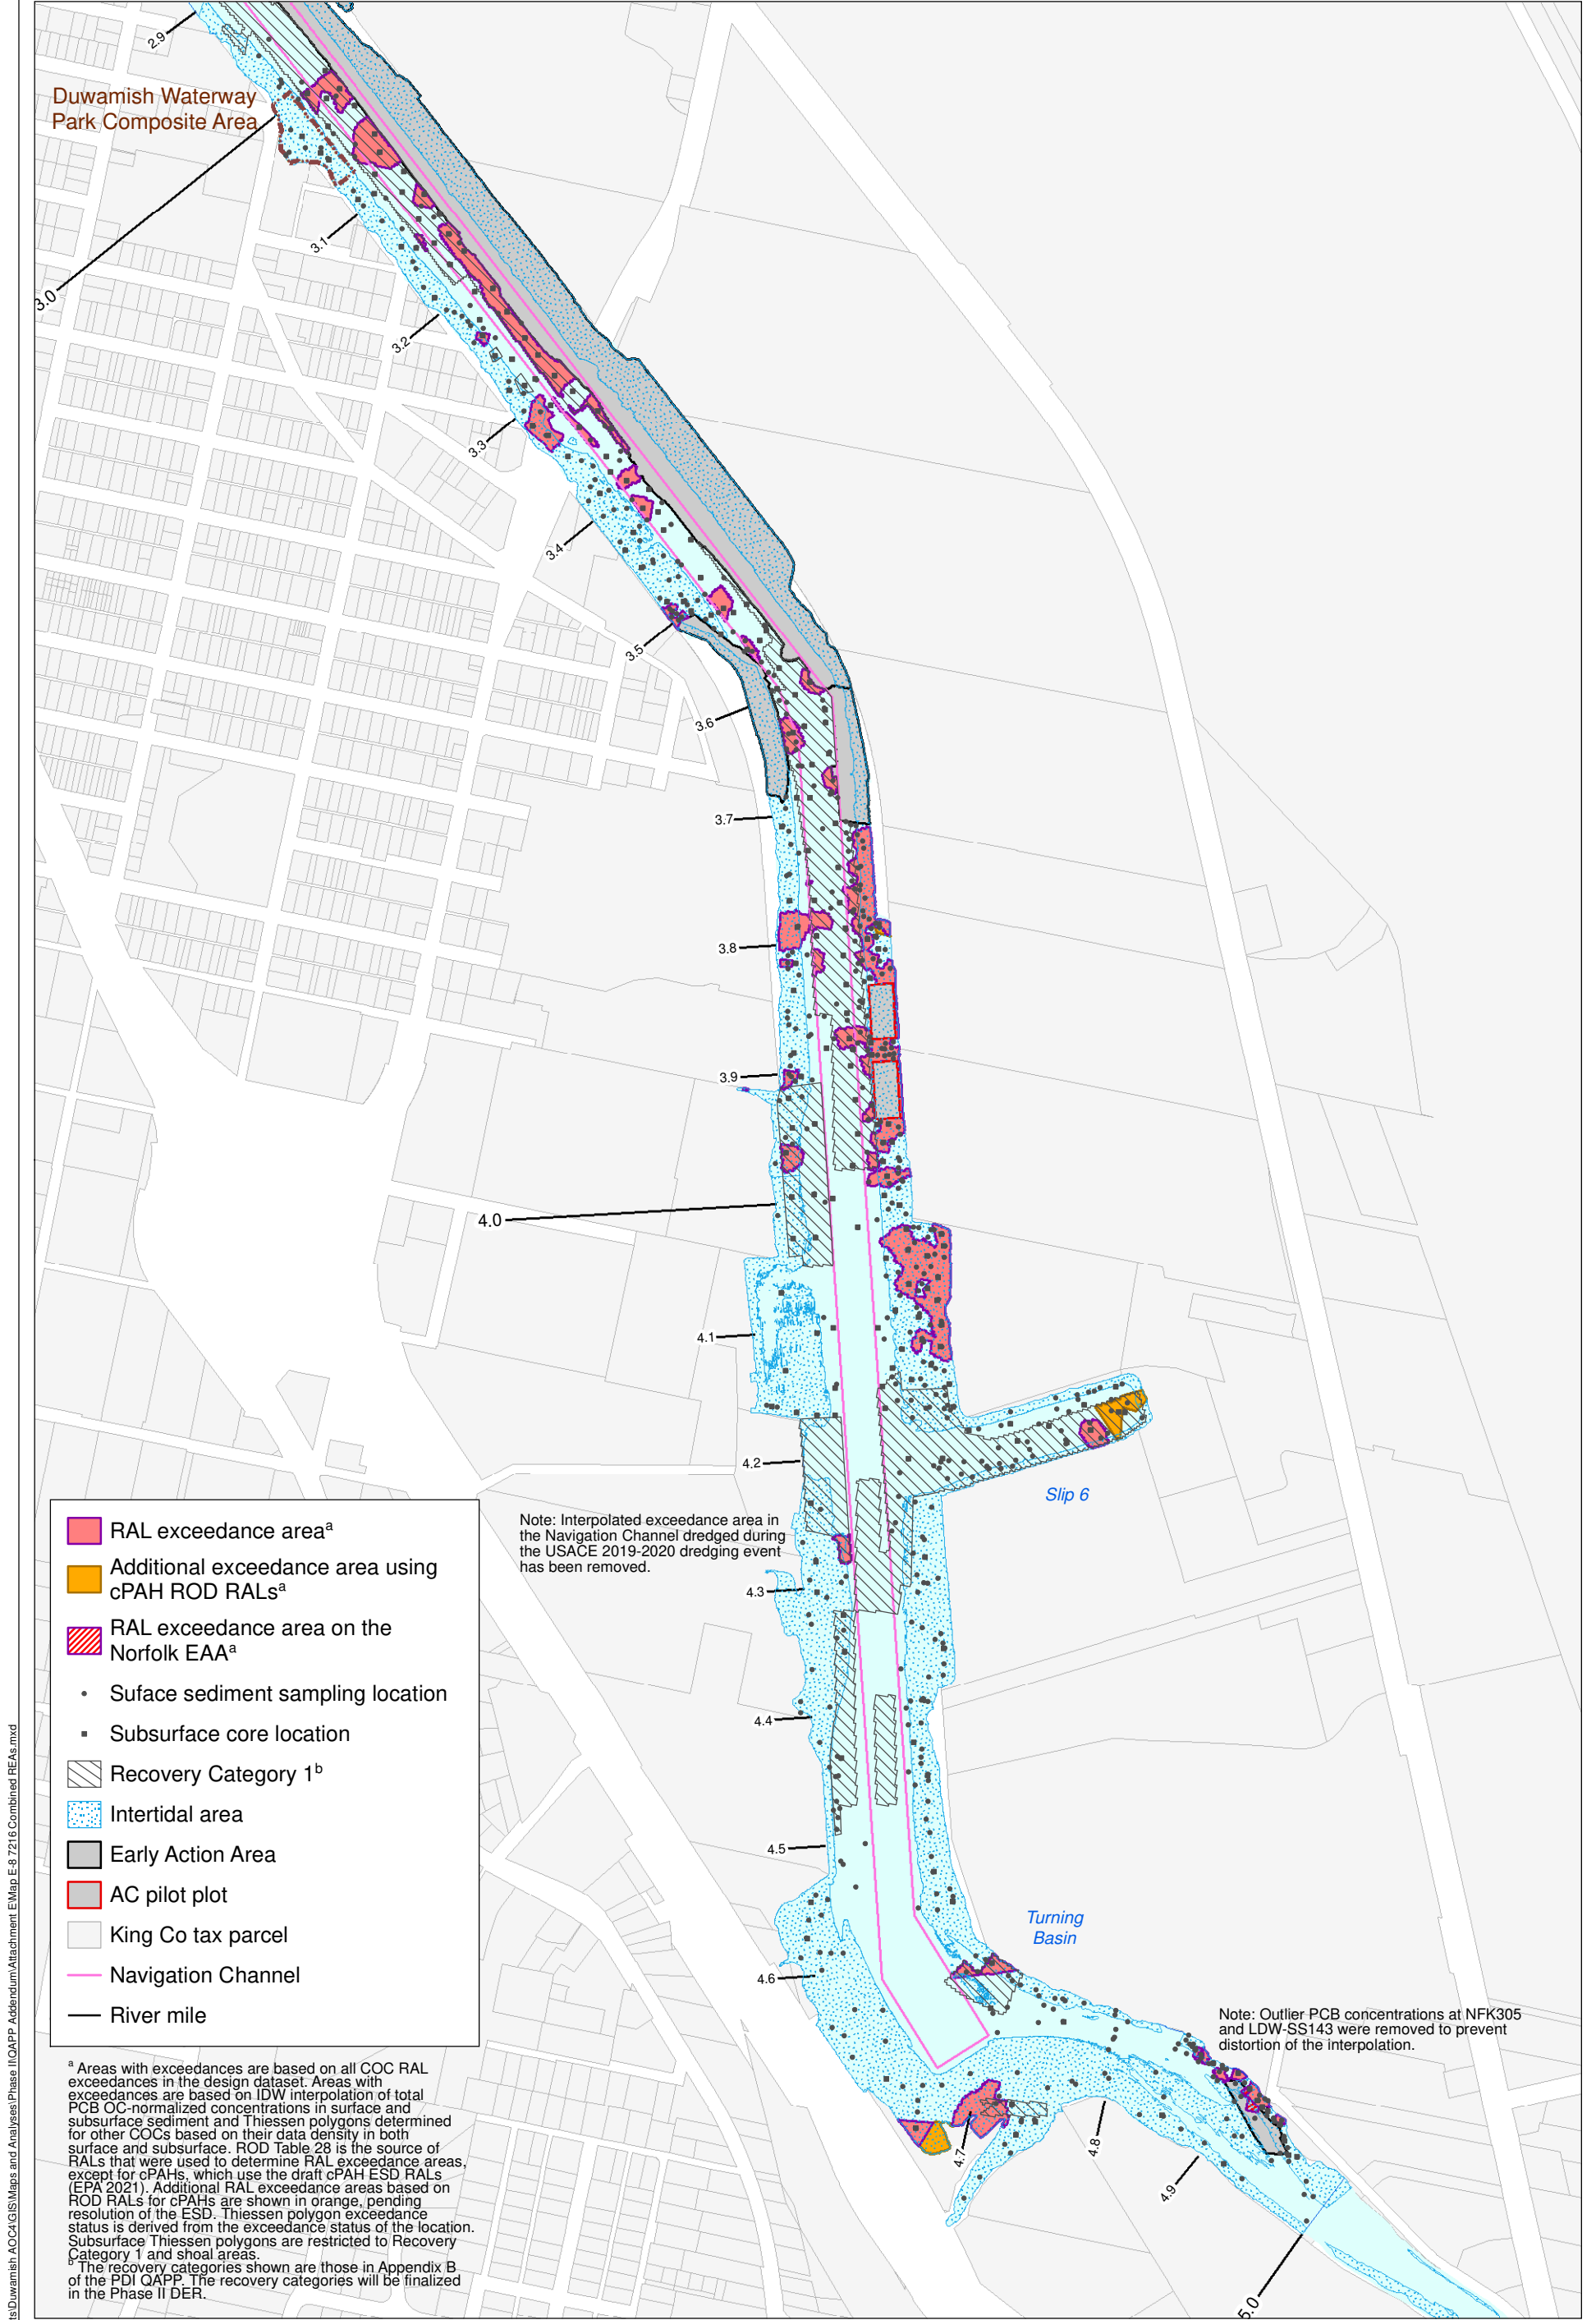 2.9
Duwamish Waterway
Park Composite Area
3.0
3.1
3.2
3.3
3.4
3.5
3.6
3.7
3.8
3.9
4.0
4.1
4.2
Slip 6
Note: Interpolated exceedance area in
the Navigation Channel dredged during
the USACE 2019-2020 dredging event
has been removed.
4.3
4.4
4.5
Turning
Basin
4.6
Note: Outlier PCB concentrations at NFK305
and LDW-SS143 were removed to prevent
distortion of the interpolation.
4.7
4.8
4.9
5.0
RAL exceedance areaa
Additional exceedance area using
cPAH ROD RALsa
RAL exceedance area on the
Norfolk EAAa
Suface sediment sampling location
Subsurface core location
Recovery Category 1b
Intertidal area
Early Action Area
AC pilot plot
King Co tax parcel
Navigation Channel
River mile
a Areas with exceedances are based on all COC RAL
exceedances in the design dataset. Areas with
exceedances are based on IDW interpolation of total
PCB OC-normalized concentrations in surface and
subsurface sediment and Thiessen polygons determined
for other COCs based on their data density in both
surface and subsurface. ROD Table 28 is the source of
RALs that were used to determine RAL exceedance areas,
except for cPAHs, which use the draft cPAH ESD RALs
(EPA 2021). Additional RAL exceedance areas based on
ROD RALs for cPAHs are shown in orange, pending
resolution of the ESD. Thiessen polygon exceedance
status is derived from the exceedance status of the location.
Subsurface Thiessen polygons are restricted to Recovery
Category 1 and shoal areas.
b The recovery categories shown are those in Appendix B
of the PDI QAPP. The recovery categories will be finalized
in the Phase II DER.
ts\Duwamish AOC4\GIS\Maps and Analyses\Phase II\QAPP Addendum\Attachment E\Map E-8 7216 Combined REAs.mxd